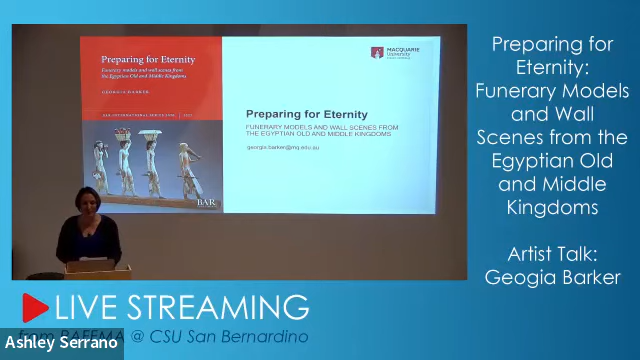 Preparing for Eternity
Funerary models and wall scenes from
the Egyptian Old and Middle Kingdoms
GEORGIA BARKER
BAR
MACQUARIE
University
Preparing for Eternity
FUNERARY MODELS AND WALL SCENES FROM
THE EGYPTIAN OLD AND MIDDLE KINGDOMS
georgia.barker@mq.edu.au
Preparing for
Eternity:
Funerary Models
and Wall
Scenes from the
Egyptian Old
and Middle
Kingdoms
Artist Talk:
Geogia Barker
LIVE STREAMING
from RAFFMA @ CSU San Bernardino
Ashley Serrano